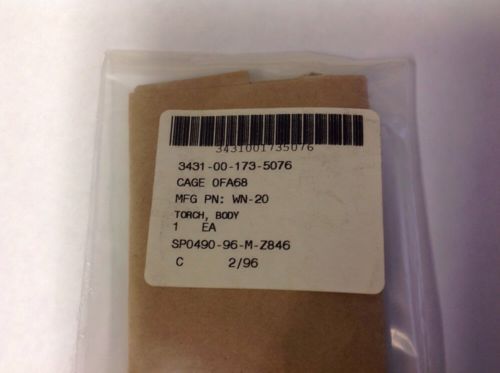 3431001735076
3431-00-173-5076
CAGE 0FA68
MFG PN: WN-20
TORCH, BODY
1 EA
SP0490-96-M-Z846
C 2/96